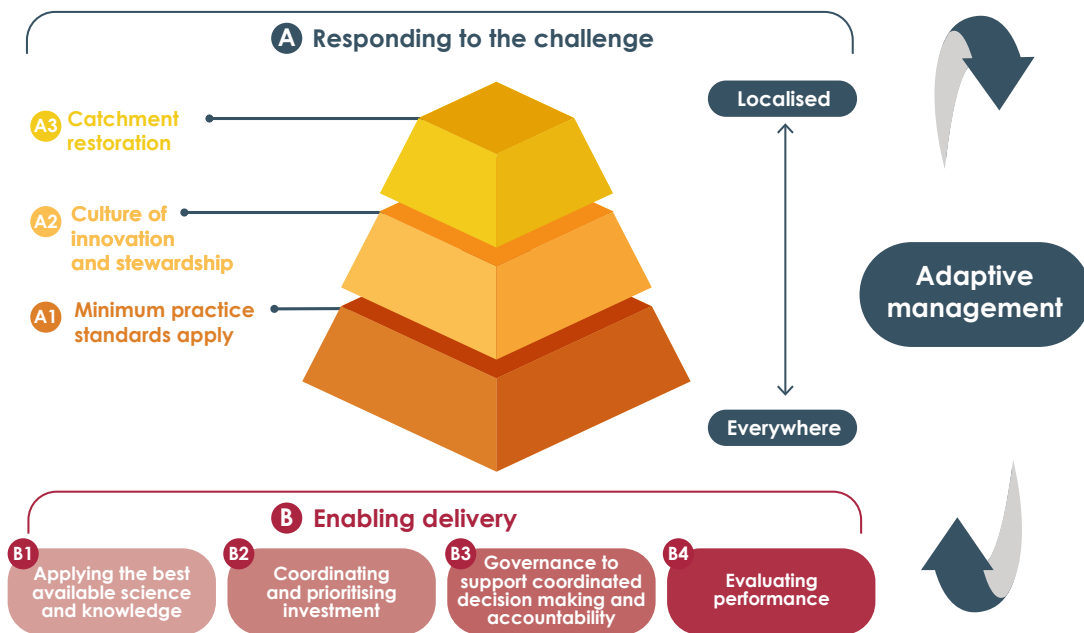 A Responding to the challenge
A3 Catchment
restoration
A2 Culture of
innovation
and stewardship
A1 Minimum practice
standards apply
Localised
Everywhere
Adaptive
management
B Enabling delivery
B1
Applying the best
available science
and knowledge
B2
Coordinating
and prioritising
investment
B3
Governance to
support coordinated
decision making and
accountability
B4
Evaluating
performance